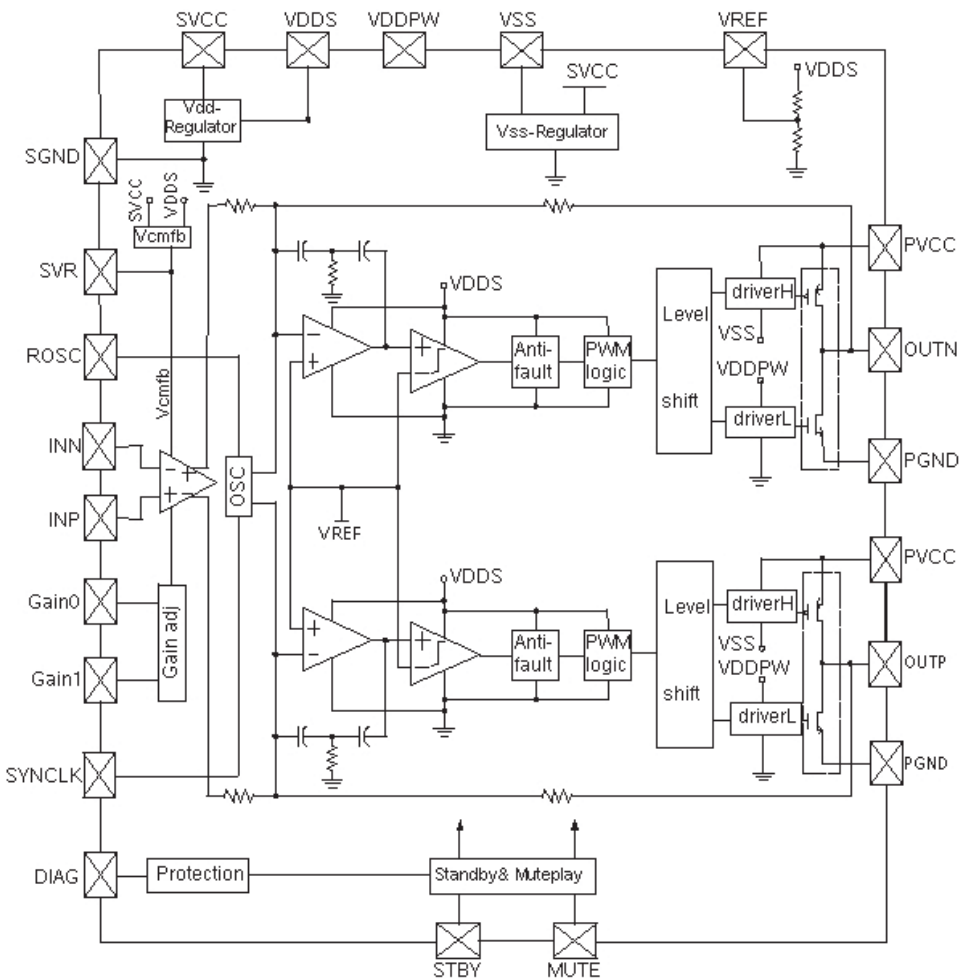 SVCC
VDDS
VDDPW
VSS
VREF
SVCC
VDDS
Vdd-
Regulator
Vss-Regulator
SGND
SVCC
VDDS
Vcmfb
PVCC
SVR
VDDS
driverH
Level
VSS
ROSC
Anti-
fault
PWM
logic
OUTN
Vcmfb
VDDPW
shift
driverL
INN
PGND
OSC
INP
VREF
PVCC
VDDS
Gain0
Level
driverH
Gain adj
Anti-
fault
PWM
logic
VSS
VDDPW
OUTP
Gain1
shift
driverL
SYNCLK
PGND
DIAG
Protection
Standby& Muteplay
STBY
MUTE